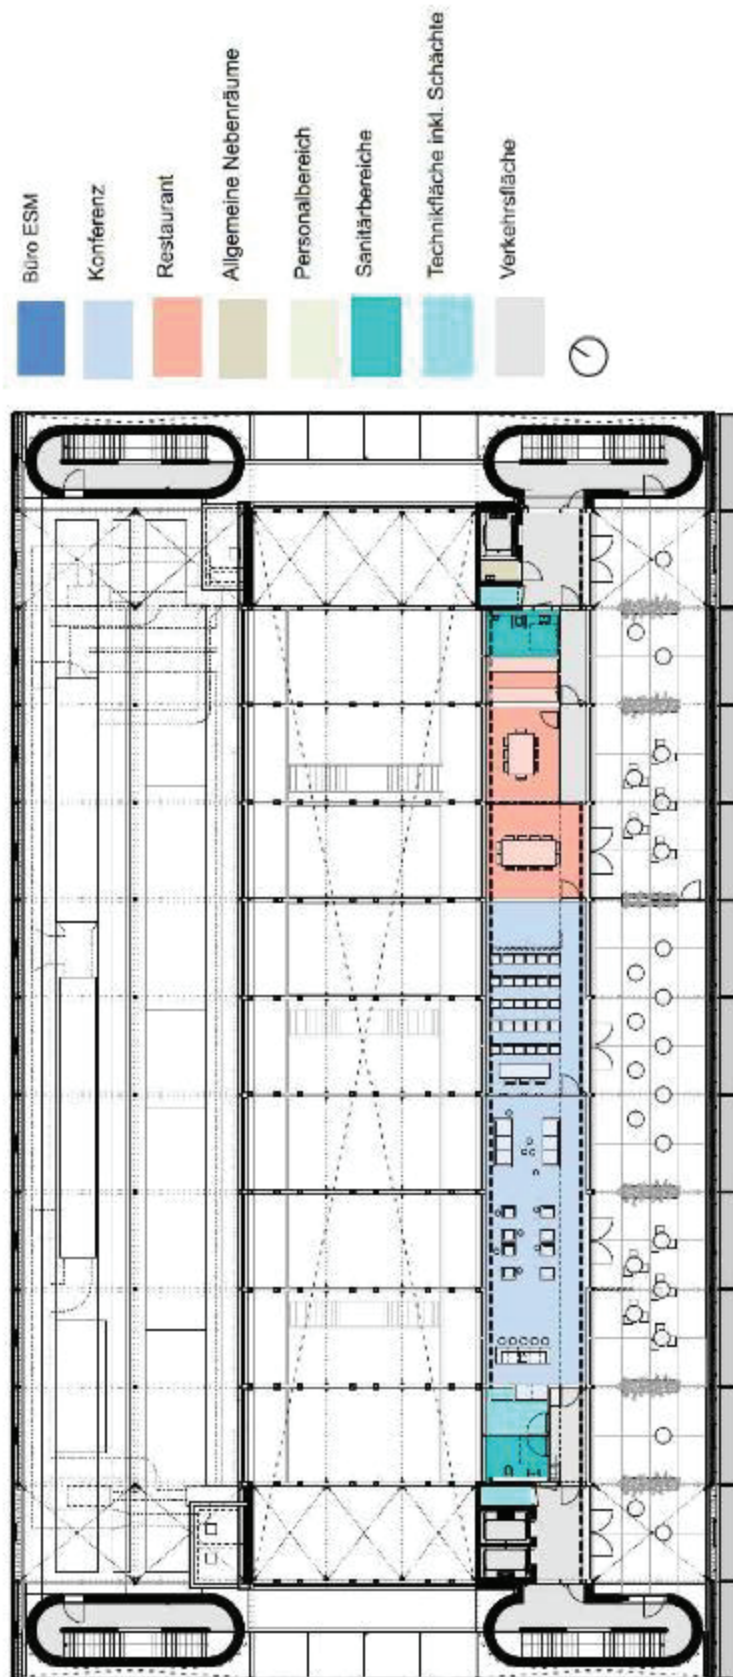 Büro ESM
Konferenz
Restaurant
Allgemeine Nebenräume
Personalbereich
Sanitärbereiche
Technikfläche inkl. Schächte
Verkehrsfläche